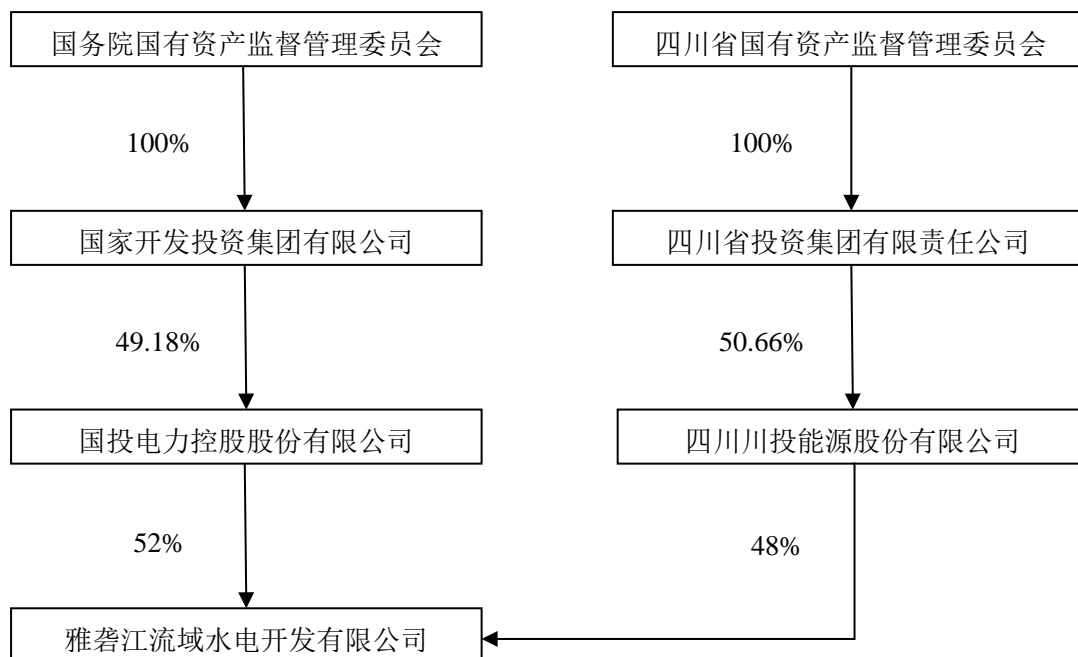 国务院国有资产监督管理委员会
四川省国有资产监督管理委员会
100%
100%
国家开发投资集团有限公司
四川省投资集团有限责任公司
49.18%
50.66%
国投电力控股股份有限公司
四川川投能源股份有限公司
52%
48%
雅砻江流域水电开发有限公司